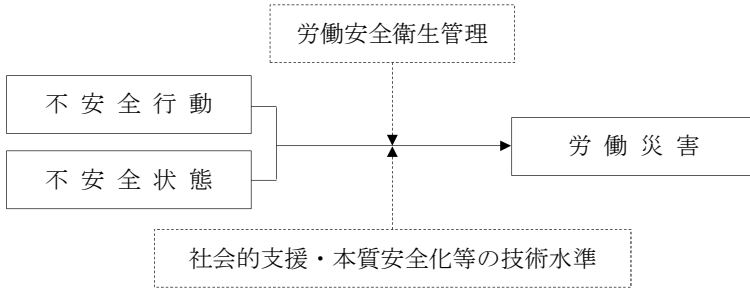 労働安全衛生管理
不安全行動
労働災害
不安全状態
社会的支援・本質安全化等の技術水準